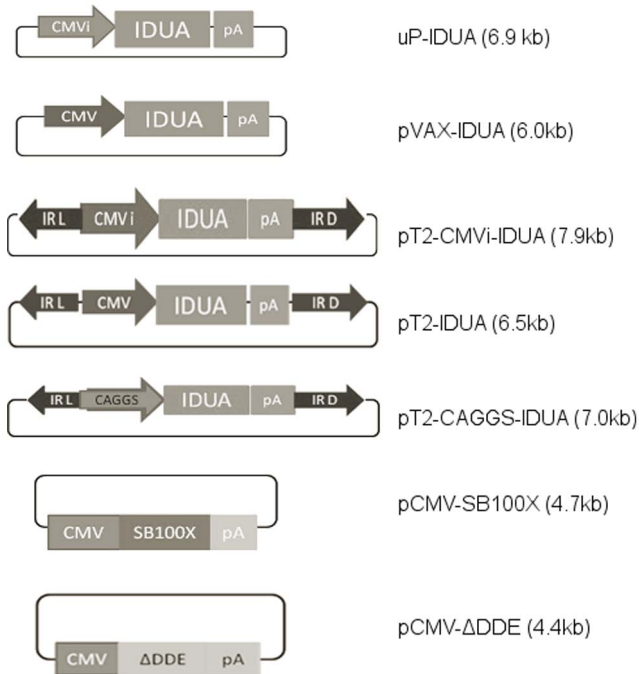 CMVi IDUA pA uP-IDUA (6.9 kb)
CMV IDUA pA pVAX-IDUA (6.0kb)
IR L CMVi IDUA pA IR D pT2-CMVi-IDUA (7.9kb)
IR L CMV IDUA pA IR D pT2-IDUA (6.5kb)
IR L CAGGS IDUA pA IR D pT2-CAGGS-IDUA (7.0kb)
pCMV-SB100X (4.7kb)
CMV SB100X pA
pCMV-ΔDDE (4.4kb)
CMV ΔDDE pA